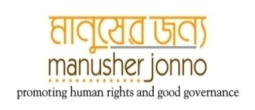 মানুষের জন্য
manusher jonno
promoting human rights and good governance